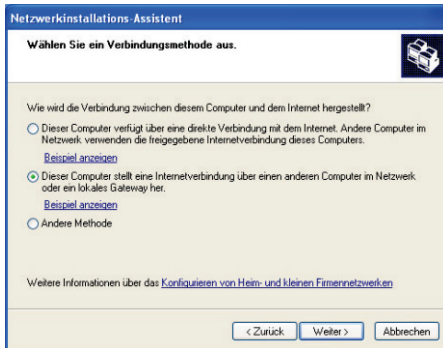 Netzwerkinstallations-Assistent
Wählen Sie ein Verbindungsmethode aus.
Wie wird die Verbindung zwischen diesem Computer und dem Internet hergestellt?
Dieser Computer verfügt über eine direkte Verbindung mit dem Internet. Andere Computer im
Netzwerk verwenden die freigegebene Internetverbindung dieses Computers.
Beispiel anzeigen
Dieser Computer stellt eine Internetverbindung über einen anderen Computer im Netzwerk
oder ein lokales Gateway her.
Beispiel anzeigen
Andere Methode
Weitere Informationen über das Konfigurieren von Heim- und kleinen Firmennetzwerken
< Zurück Weiter > Abbrechen